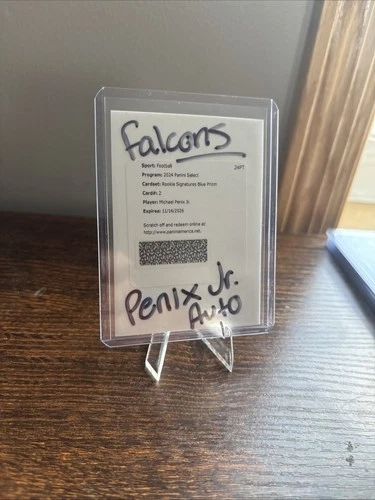 Falcons
Sport: Football 24PT
Program: 2024 Panini Select
Cardset: Rookie Signatures Blue Prizm
Card#: 2
Player: Michael Penix Jr.
Expires: 11/14/2026
Scratch off and redeem online at
http://www.paniniamerica.net.
Penix Jr.
Auto